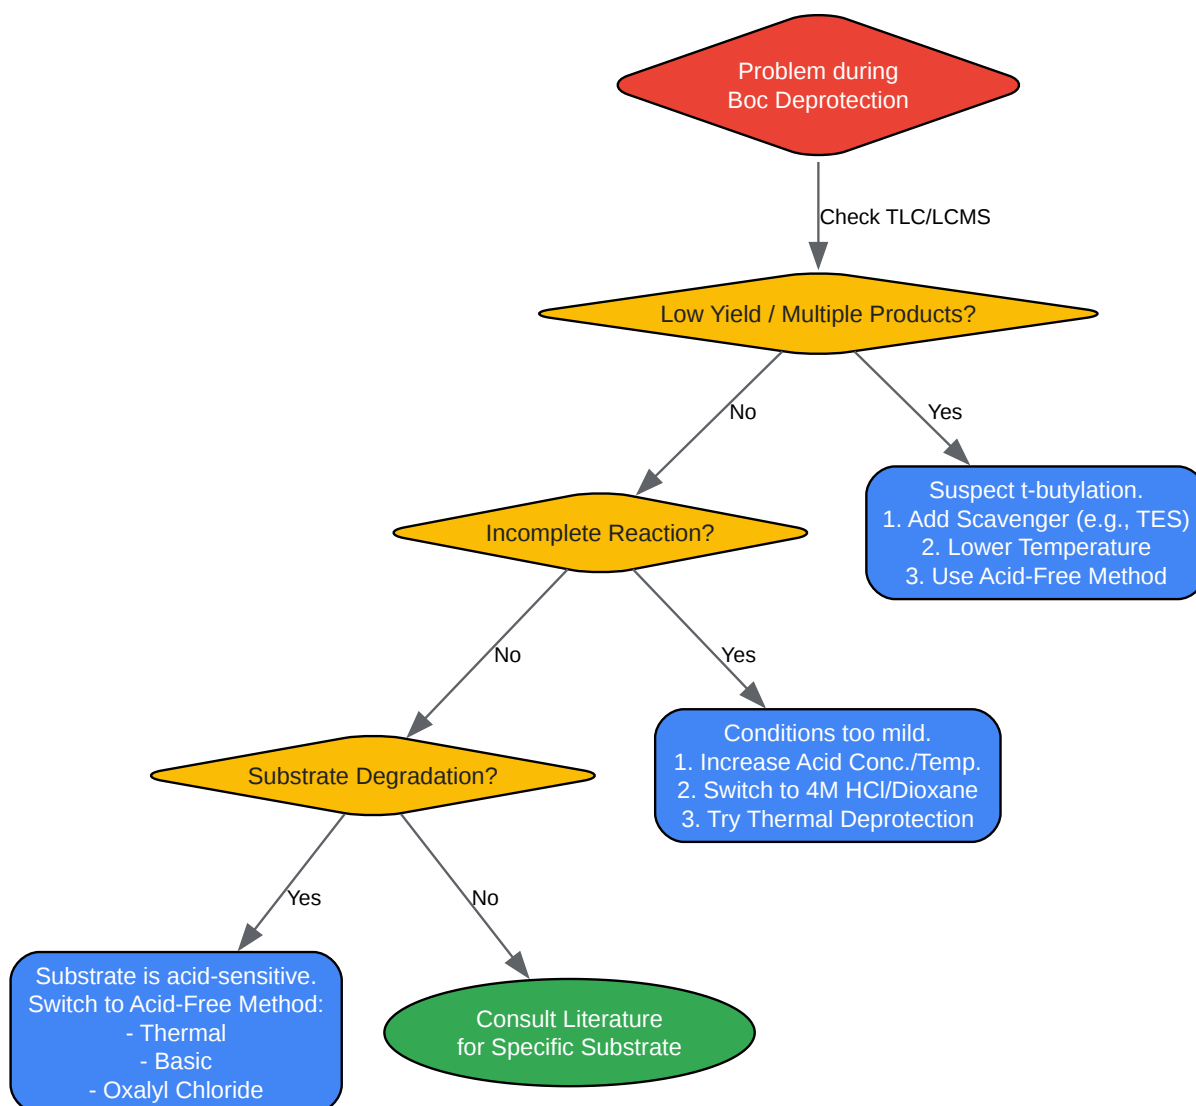 Problem during
Boc Deprotection
Check TLC/LCMS
Low Yield / Multiple Products?
No
Yes
Suspect t-butylation.
1. Add Scavenger (e.g., TES)
2. Lower Temperature
3. Use Acid-Free Method
Incomplete Reaction?
No
Yes
Conditions too mild.
1. Increase Acid Conc./Temp.
2. Switch to 4M HCl/Dioxane
3. Try Thermal Deprotection
Substrate Degradation?
Yes
No
Substrate is acid-sensitive.
Switch to Acid-Free Method:
- Thermal
- Basic
- Oxalyl Chloride
Consult Literature
for Specific Substrate